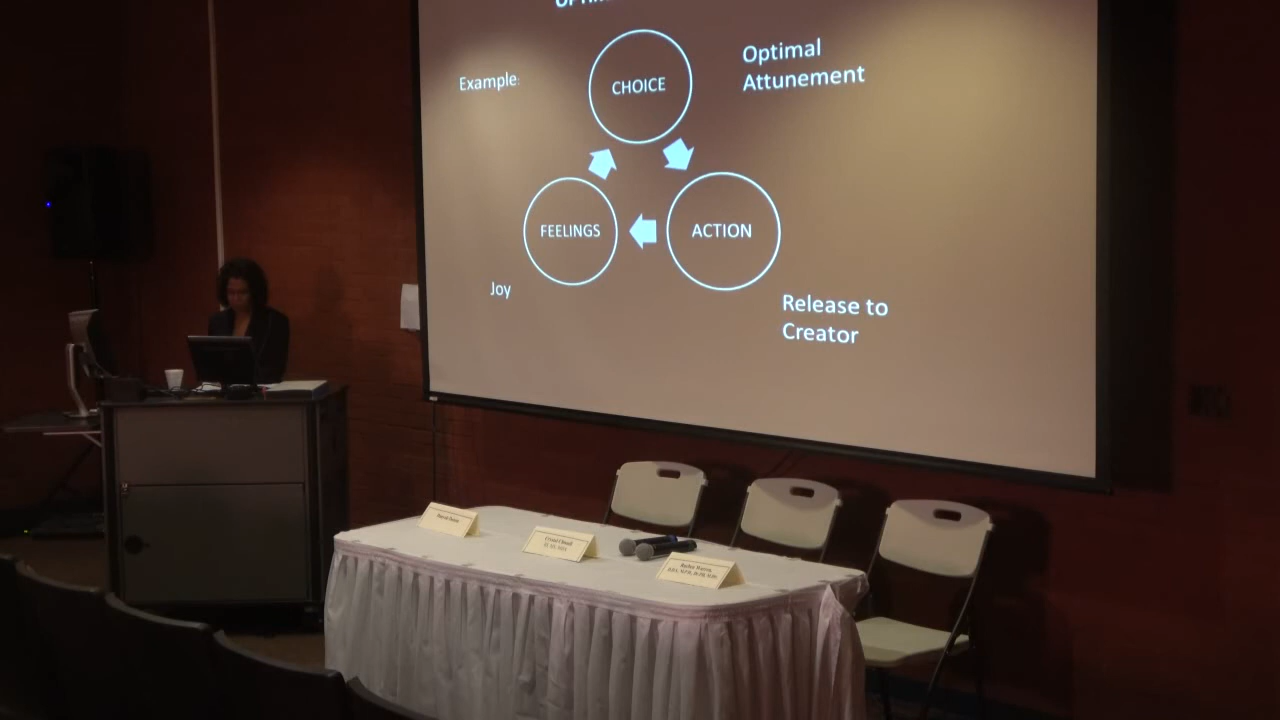 Example:
CHOICE
Optimal
Attunement
FEELINGS
ACTION
Joy
Release to
Creator